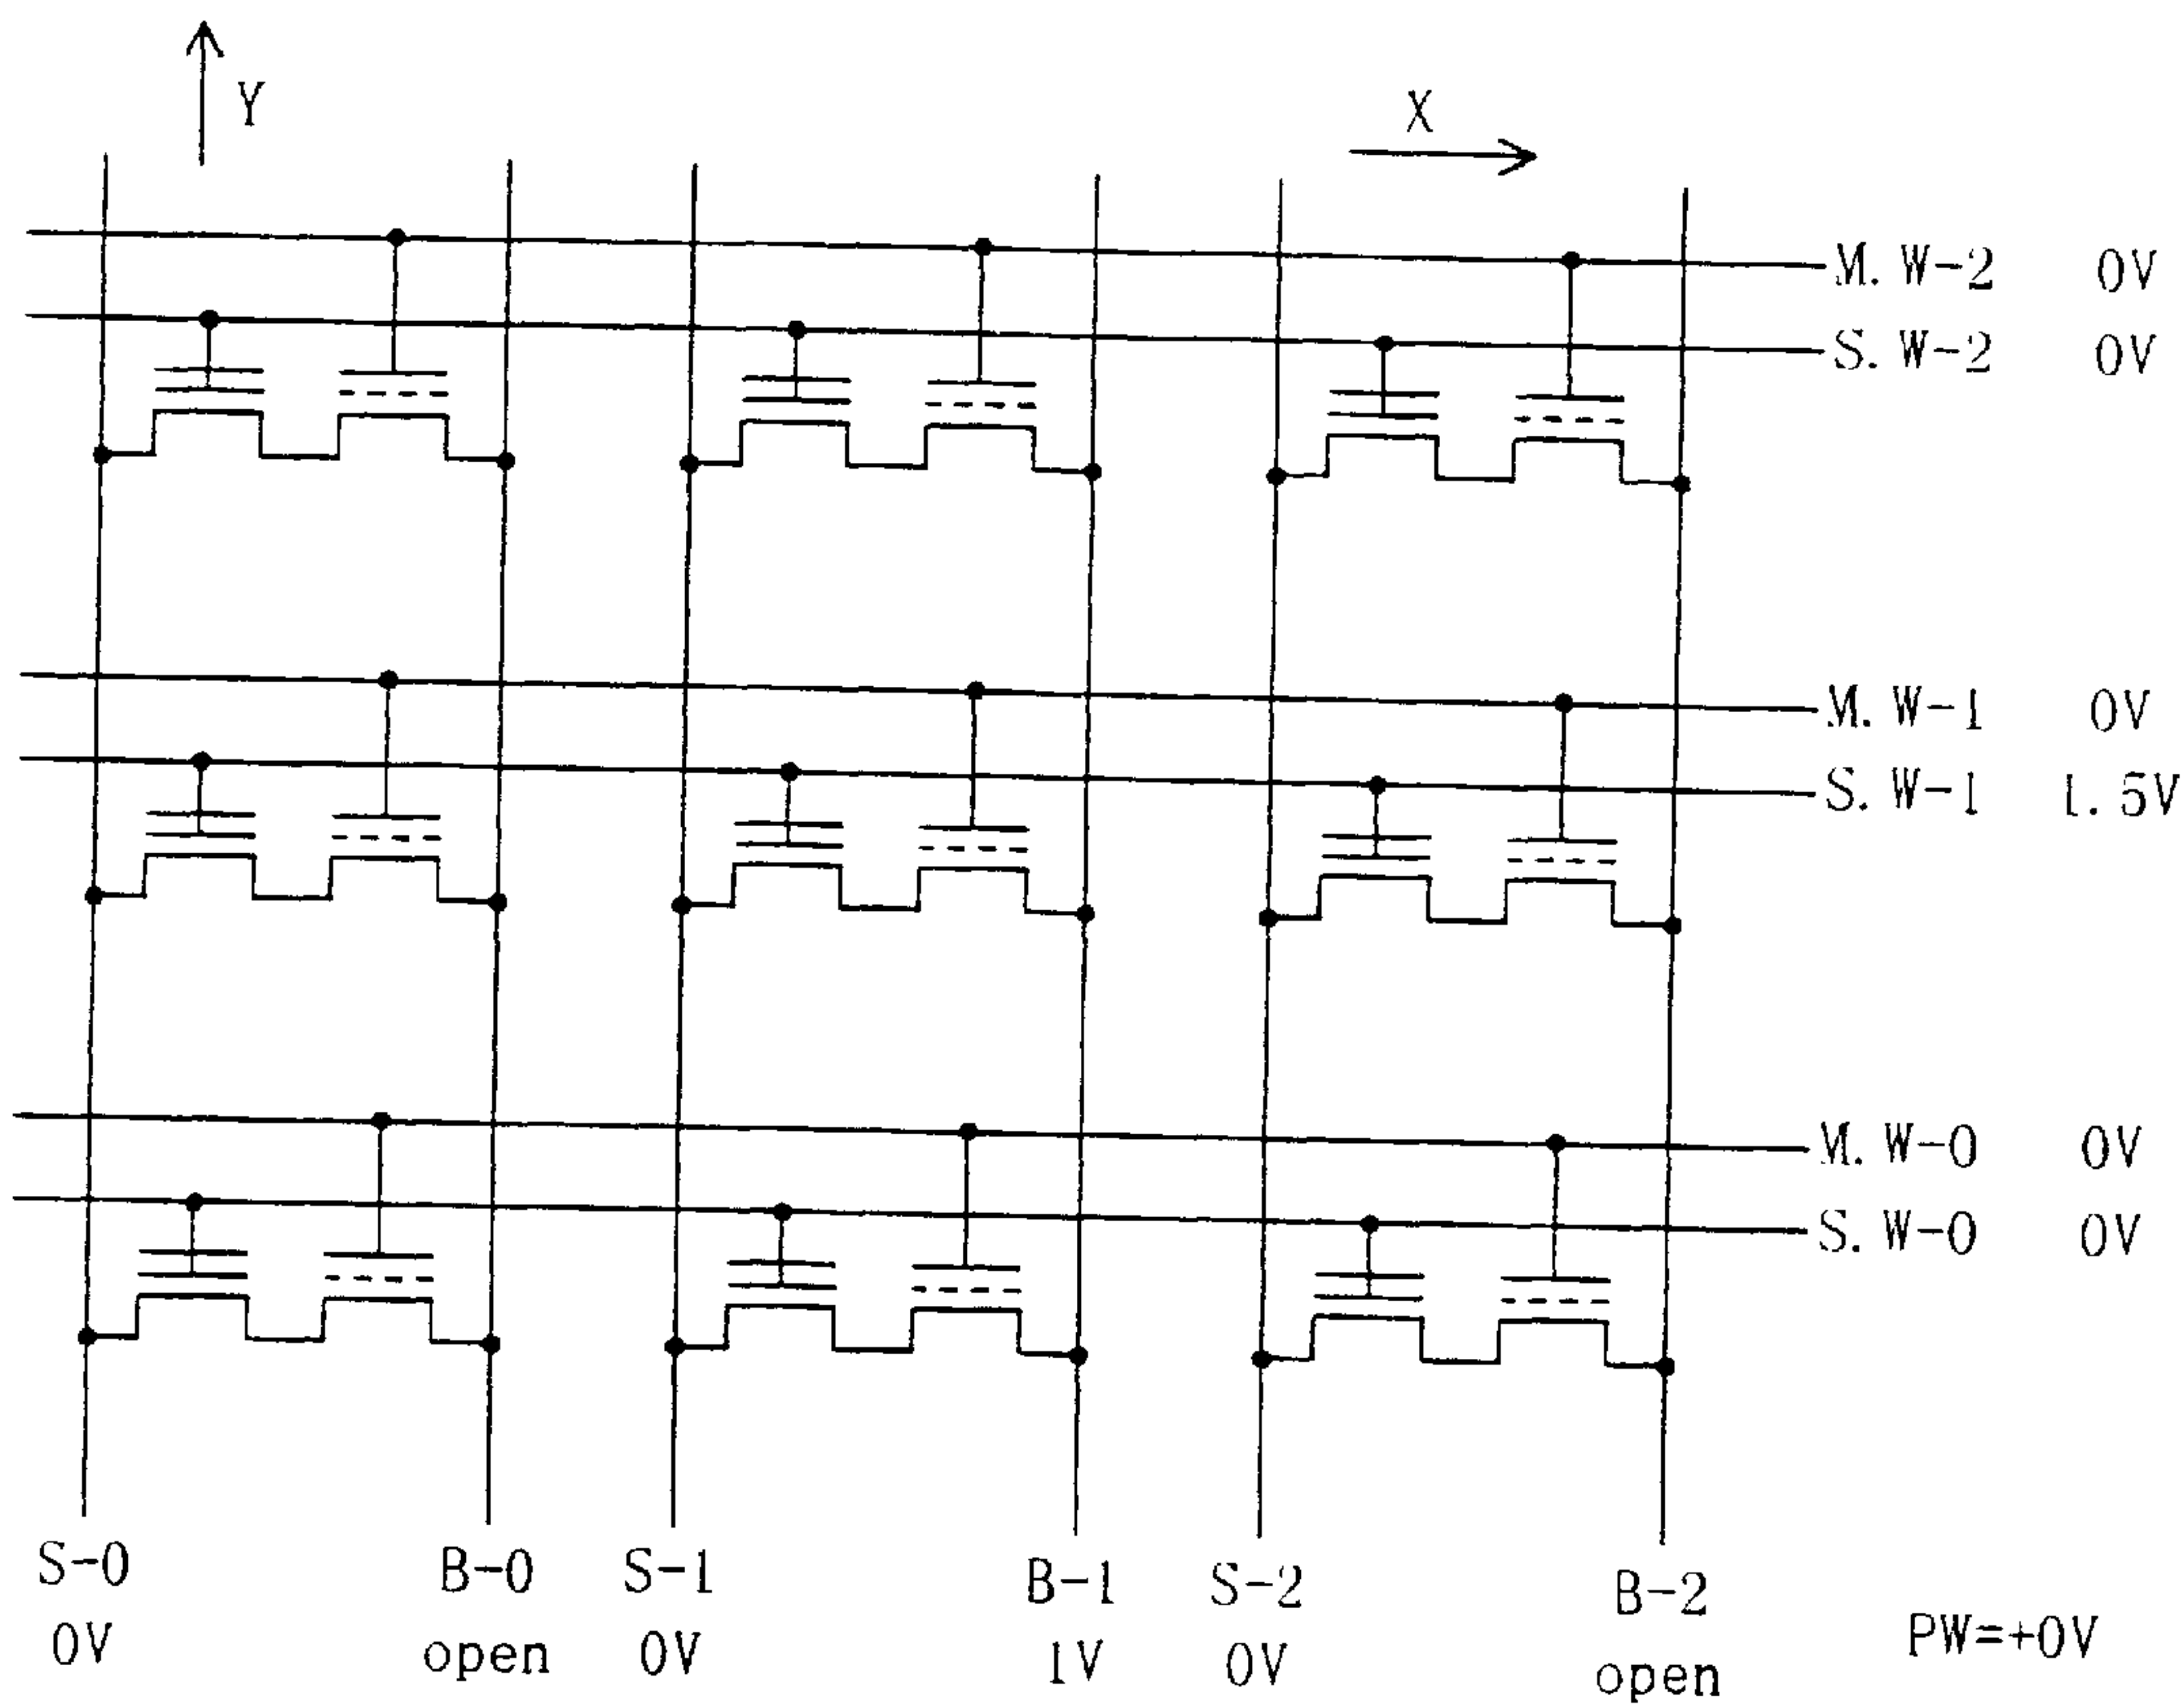 Y
X
M. W-2 0V
S. W-2 0V
M. W-1 0V
S. W-1 1. 5V
M. W-0 0V
S. W-0 0V
S-0 B-0 S-1 B-1 S-2 B-2
0V open 0V 1V 0V open
PW=+0V